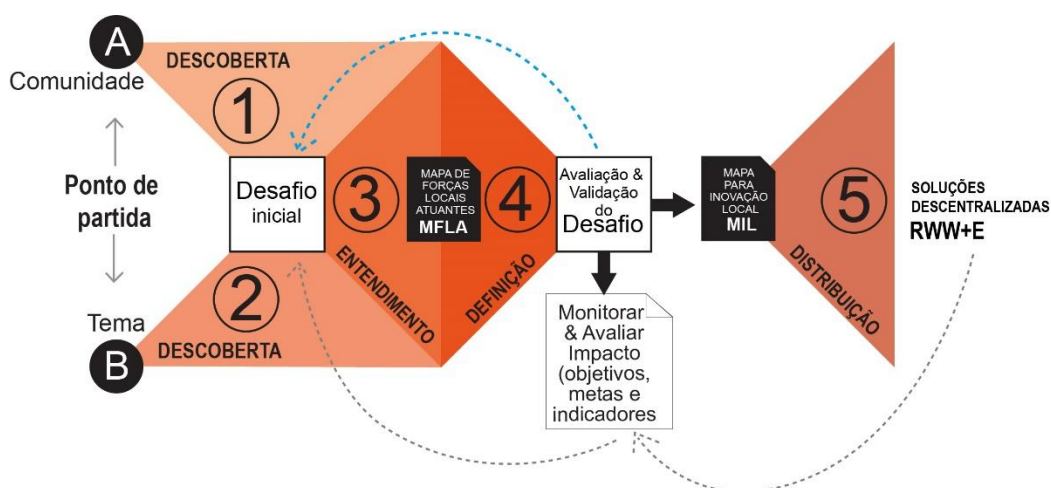 A
Comunidade
DESCOBERTA
1
Ponto de
partida
Tema
B
2
DESCOBERTA
Desafio
inicial
3
ENTENDIMENTO
MAPA DE
FORÇAS
LOCAIS
ATUANTES
MFLA
4
DEFINIÇÃO
Avaliação &
Validação
do
Desafio
Monitorar
& Avaliar
Impacto
(objetivos,
metas e
indicadores
MAPA
PARA
INOVAÇÃO
LOCAL
MIL
5
DISTRIBUIÇÃO
SOLUÇÕES
DESCENTRALIZADAS
RWW+E